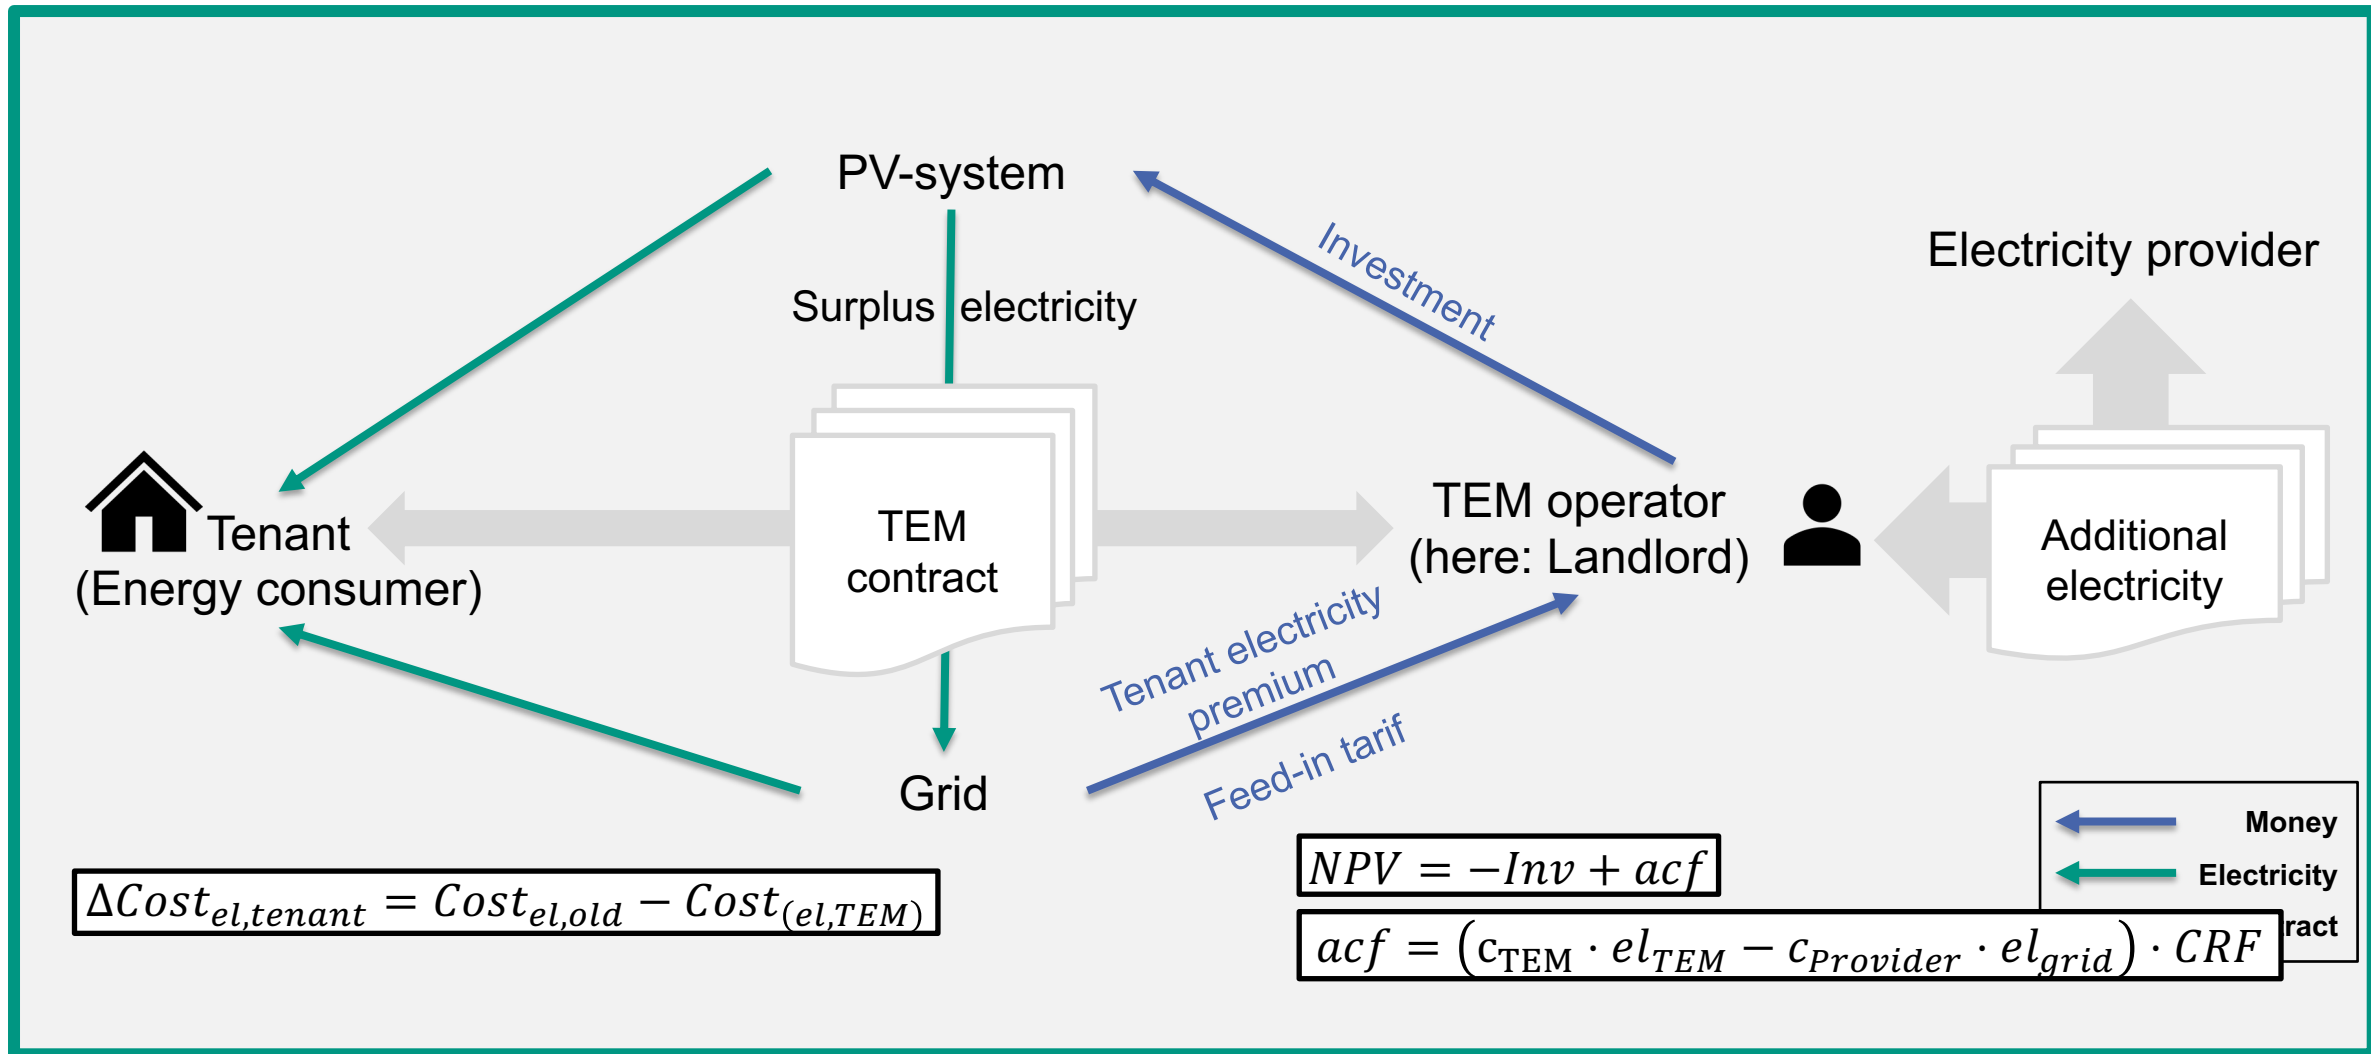 PV-system
Investment
Electricity provider
Surplus electricity
Tenant
(Energy consumer)
TEM
contract
TEM operator
(here: Landlord)
Additional
electricity
Tenant electricity
premium
Feed-in tarif
Grid
Money
Electricity
ract
ΔCost_{el,tenant} = Cost_{el,old} − Cost_{(el,TEM)}
NPV = −Inv + acf
acf = (c_{TEM} · el_{TEM} − c_{Provider} · el_{grid}) · CRF